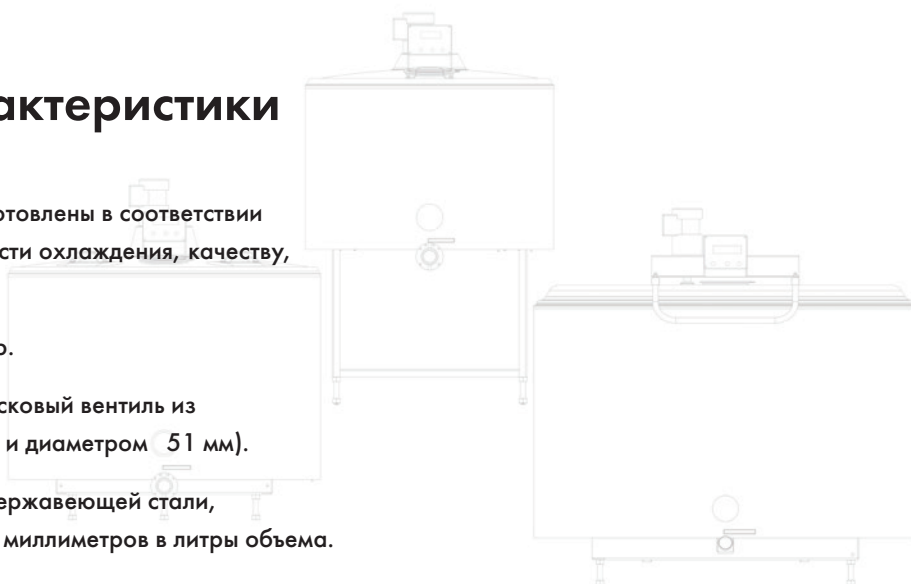 актеристики
отовлены в соответствии
сти охлаждения, качеству,
о.
сковый вентиль из
и диаметром 51 мм).
ержавеющей стали,
миллиметров в литры объема.